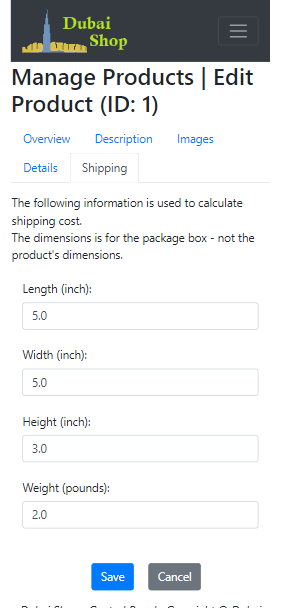 Dubai
Shop
Manage Products | Edit
Product (ID: 1)
Overview Description Images
Details Shipping
The following information is used to calculate
shipping cost.
The dimensions is for the package box - not the
product's dimensions.
Length (inch):
5.0
Width (inch):
5.0
Height (inch):
3.0
Weight (pounds):
2.0
Save Cancel